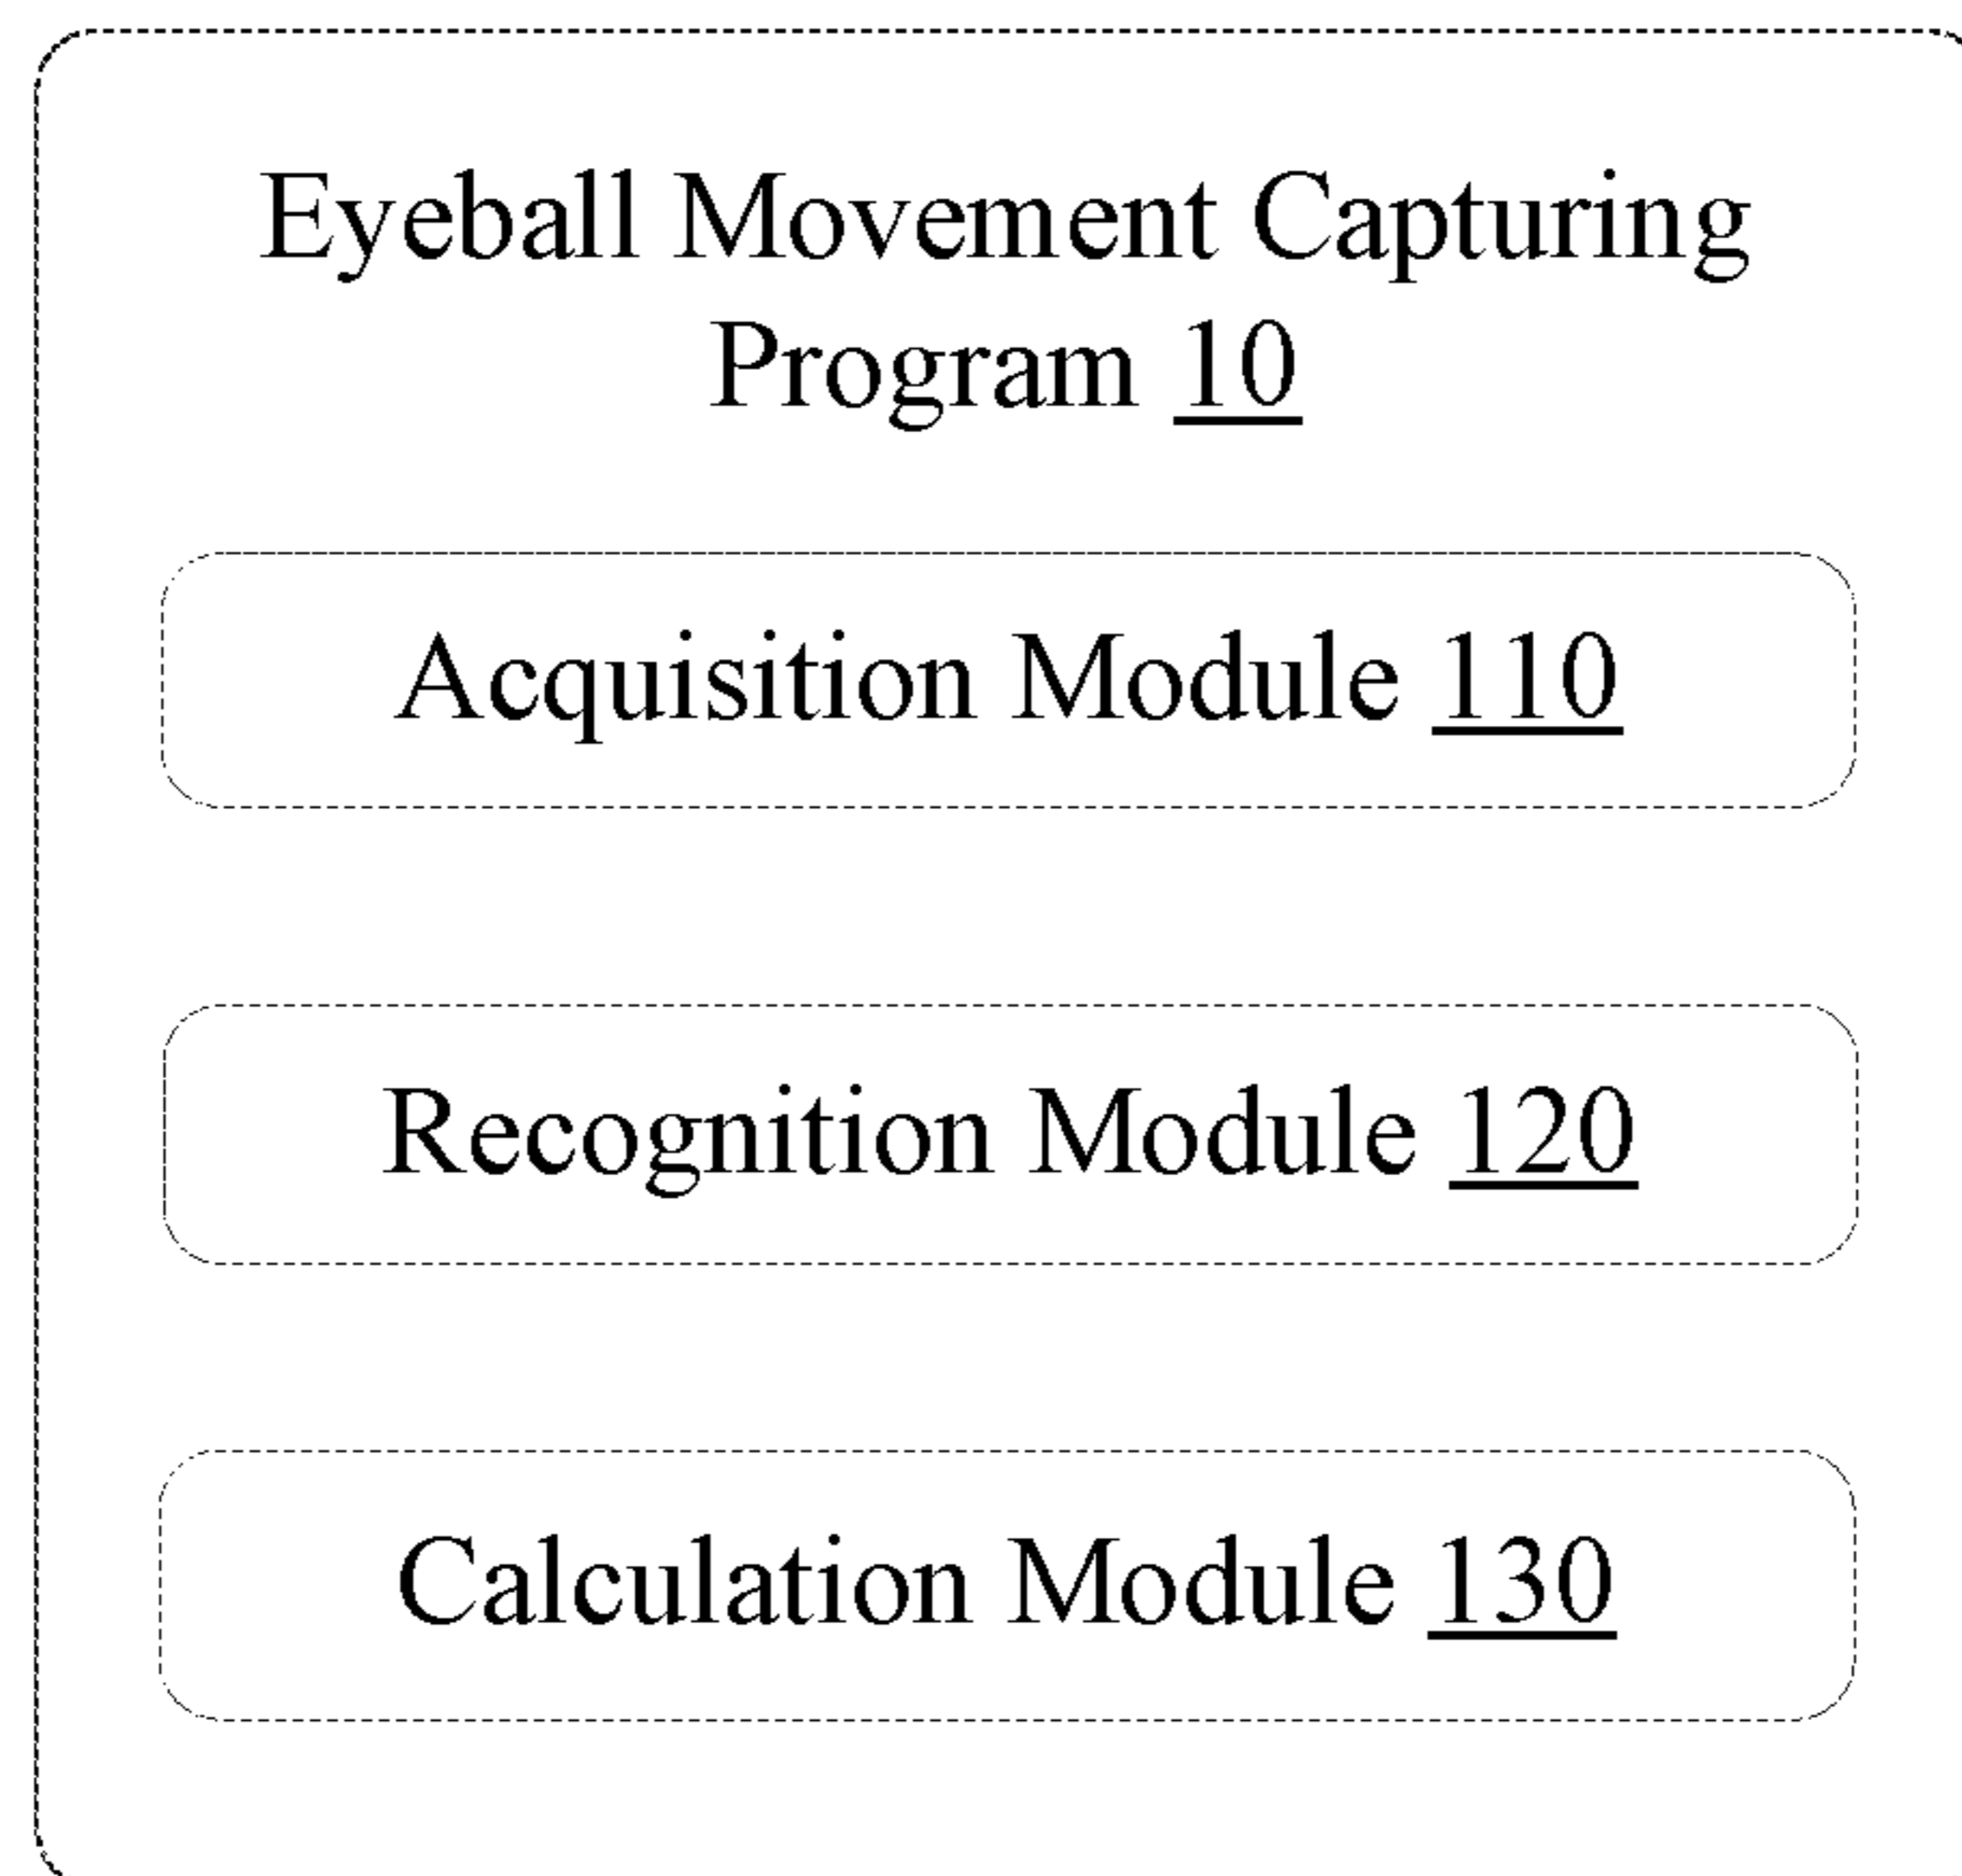 Eyeball Movement Capturing
Program 10
Acquisition Module 110
Recognition Module 120
Calculation Module 130